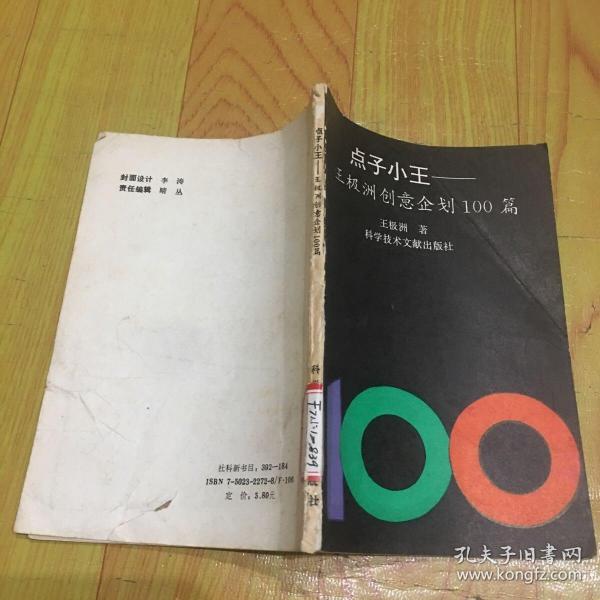 封面设计 李涛
责任编辑 晴丛
社科新书目：392-184
ISBN 7-5023-2272-8/F·106
定价：5.80元
点子小王——王极洲创意企划100篇
科
社
点子小王——
王极洲创意企划100篇
王极洲 著
科学技术文献出版社
100
孔夫子旧书网
www.kongfz.com